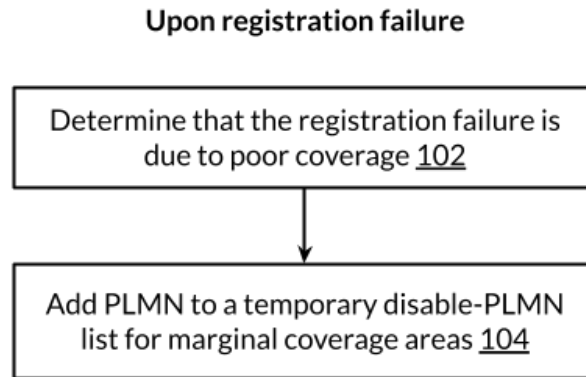 Upon registration failure
Determine that the registration failure is
due to poor coverage 102
Add PLMN to a temporary disable-PLMN
list for marginal coverage areas 104